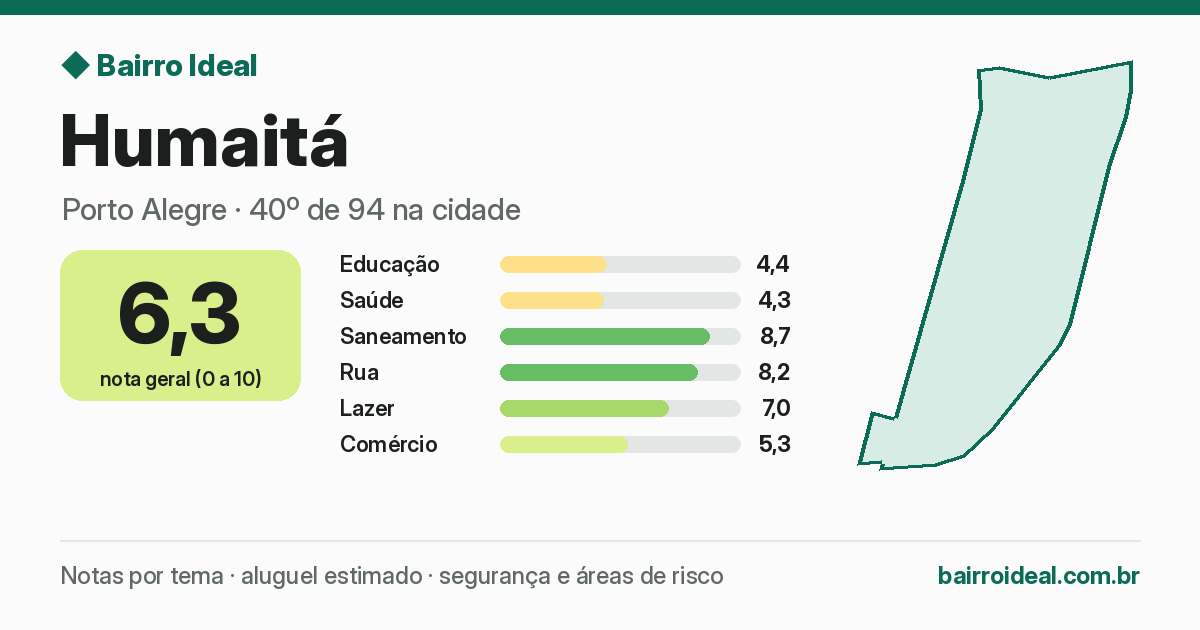 Bairro Ideal
Humaitá
Porto Alegre · 40º de 94 na cidade
6,3
nota geral (0 a 10)
Educação 4,4
Saúde 4,3
Saneamento 8,7
Rua 8,2
Lazer 7,0
Comércio 5,3
Notas por tema · aluguel estimado · segurança e áreas de risco
bairroideal.com.br